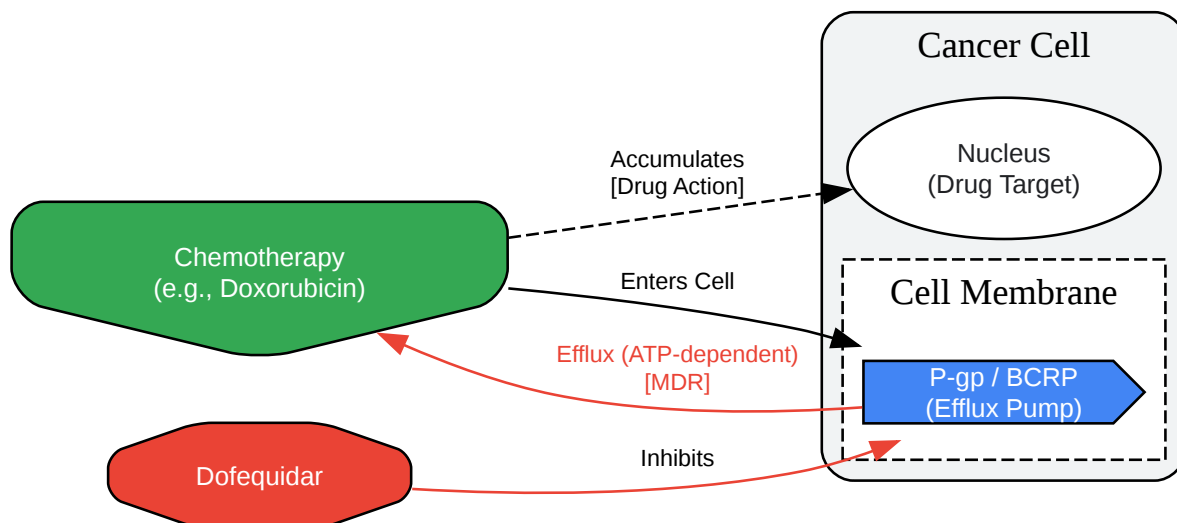 Cancer Cell
Nucleus
(Drug Target)
Accumulates
[Drug Action]
Chemotherapy
(e.g., Doxorubicin)
Enters Cell
Cell Membrane
Efflux (ATP-dependent)
[MDR]
P-gp / BCRP
(Efflux Pump)
Inhibits
Dofequidar